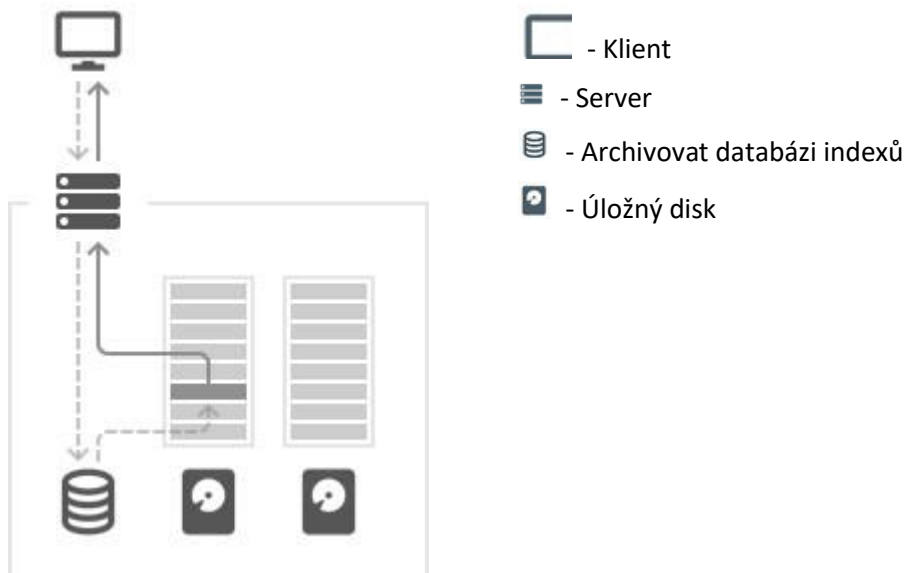 - Klient
- Server
- Archivovat databázi indexů
- Úložný disk